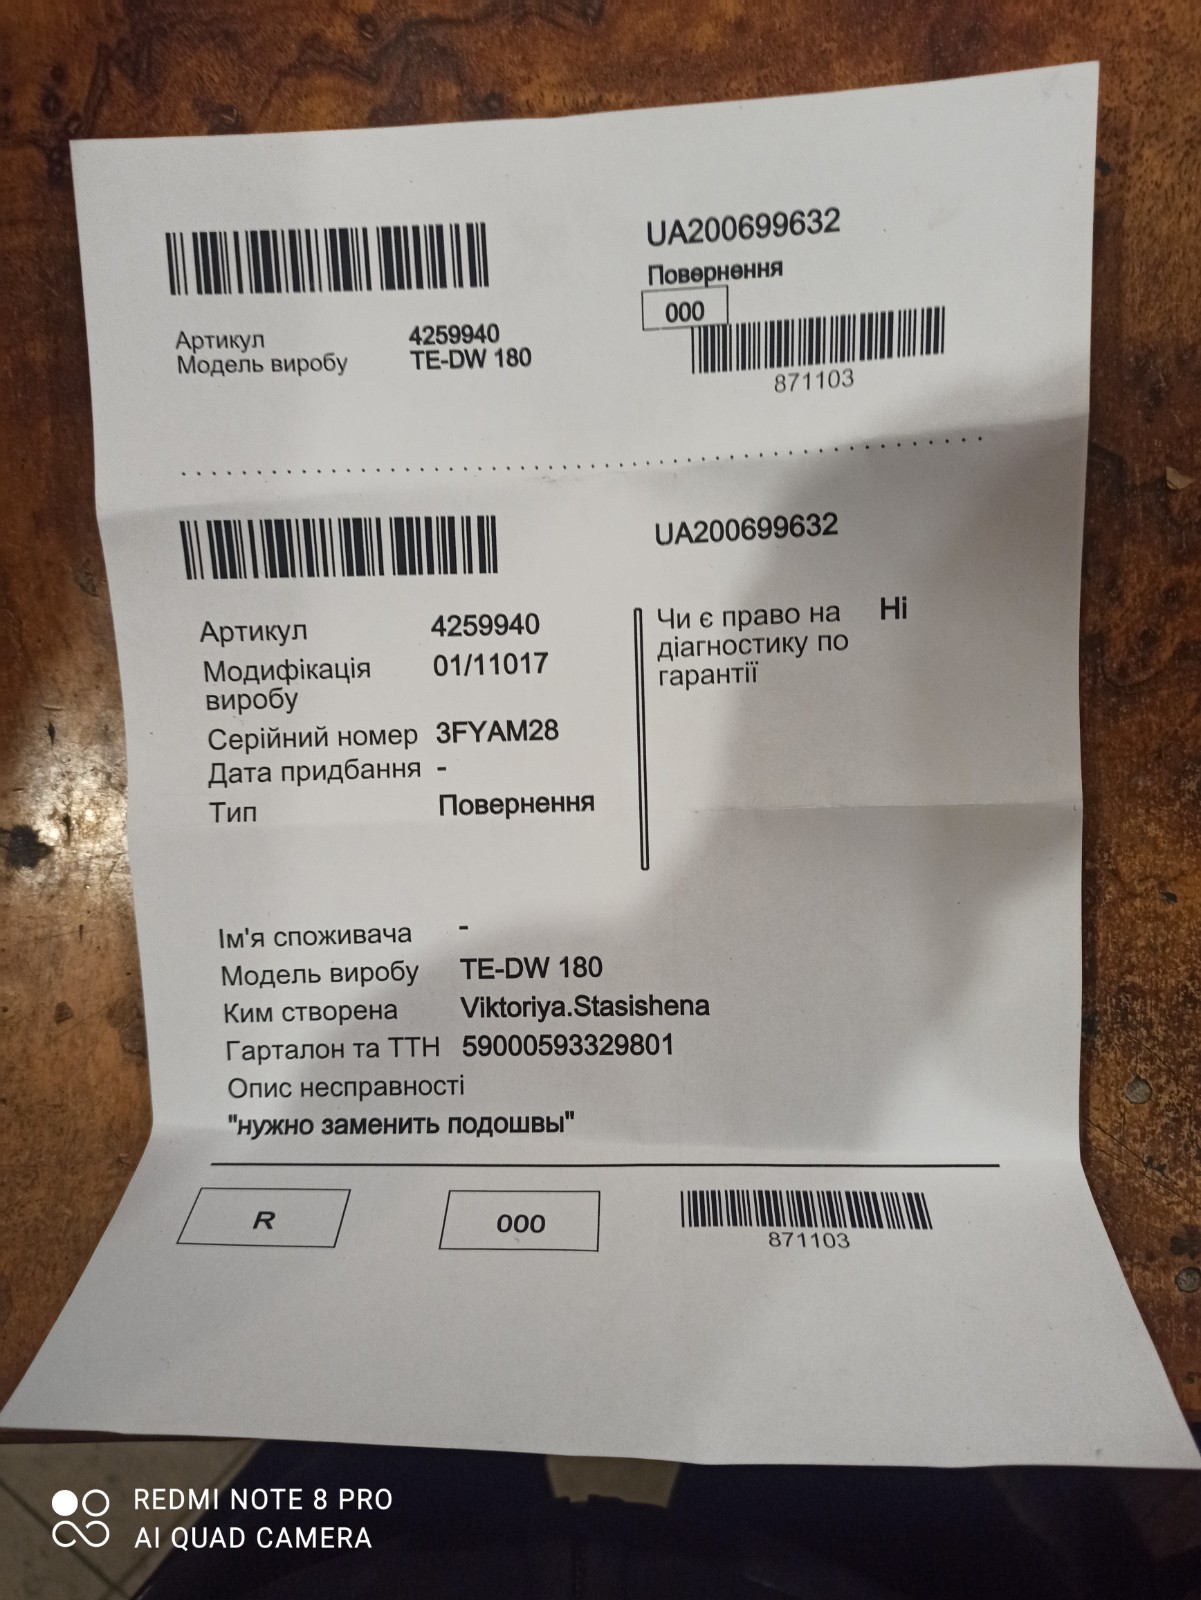 UA200699632
Повернення
000
Артикул 4259940
Модель виробу TE-DW 180
871103
UA200699632
Артикул 4259940
Модифікація виробу 01/11017
Серійний номер 3FYAM28
Дата придбання -
Тип Повернення
Чи є право на Ні
діагностику по
гарантії
Ім'я споживача -
Модель виробу TE-DW 180
Ким створена Viktoriya.Stasishena
Гарталон та ТТН 59000593329801
Опис несправності
"нужно заменить подошвы"
R 000
871103
REDMI NOTE 8 PRO
AI QUAD CAMERA